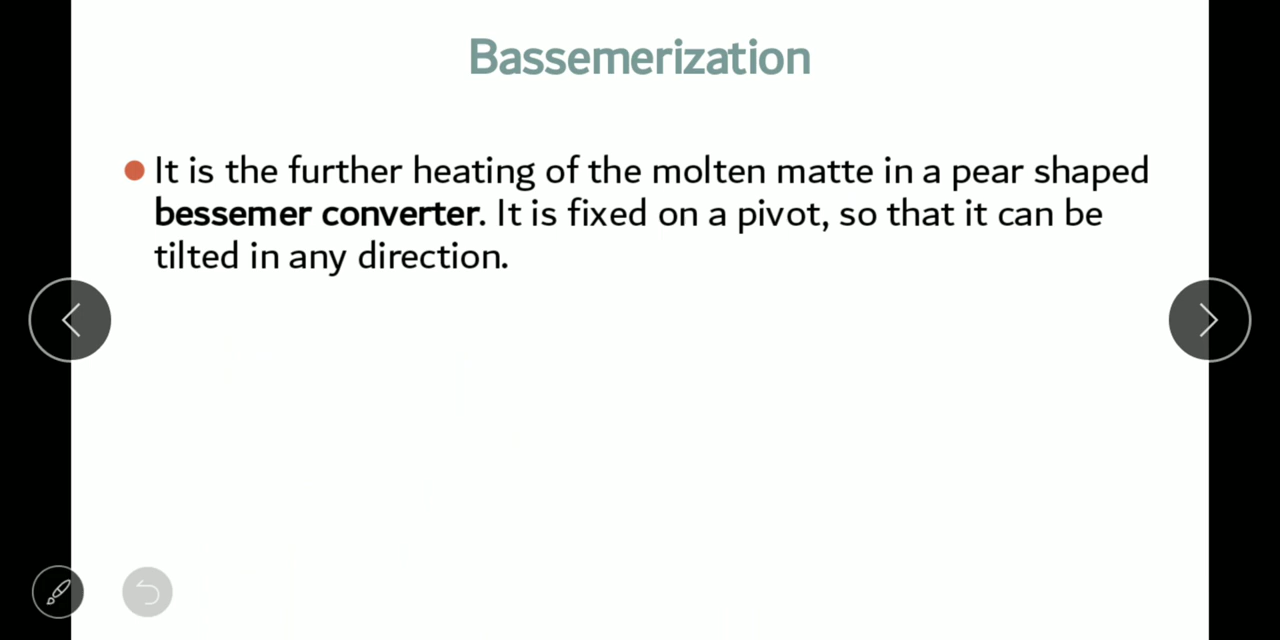 Bassemerization
It is the further heating of the molten matte in a pear shaped
bessemer converter. It is fixed on a pivot, so that it can be
tilted in any direction.